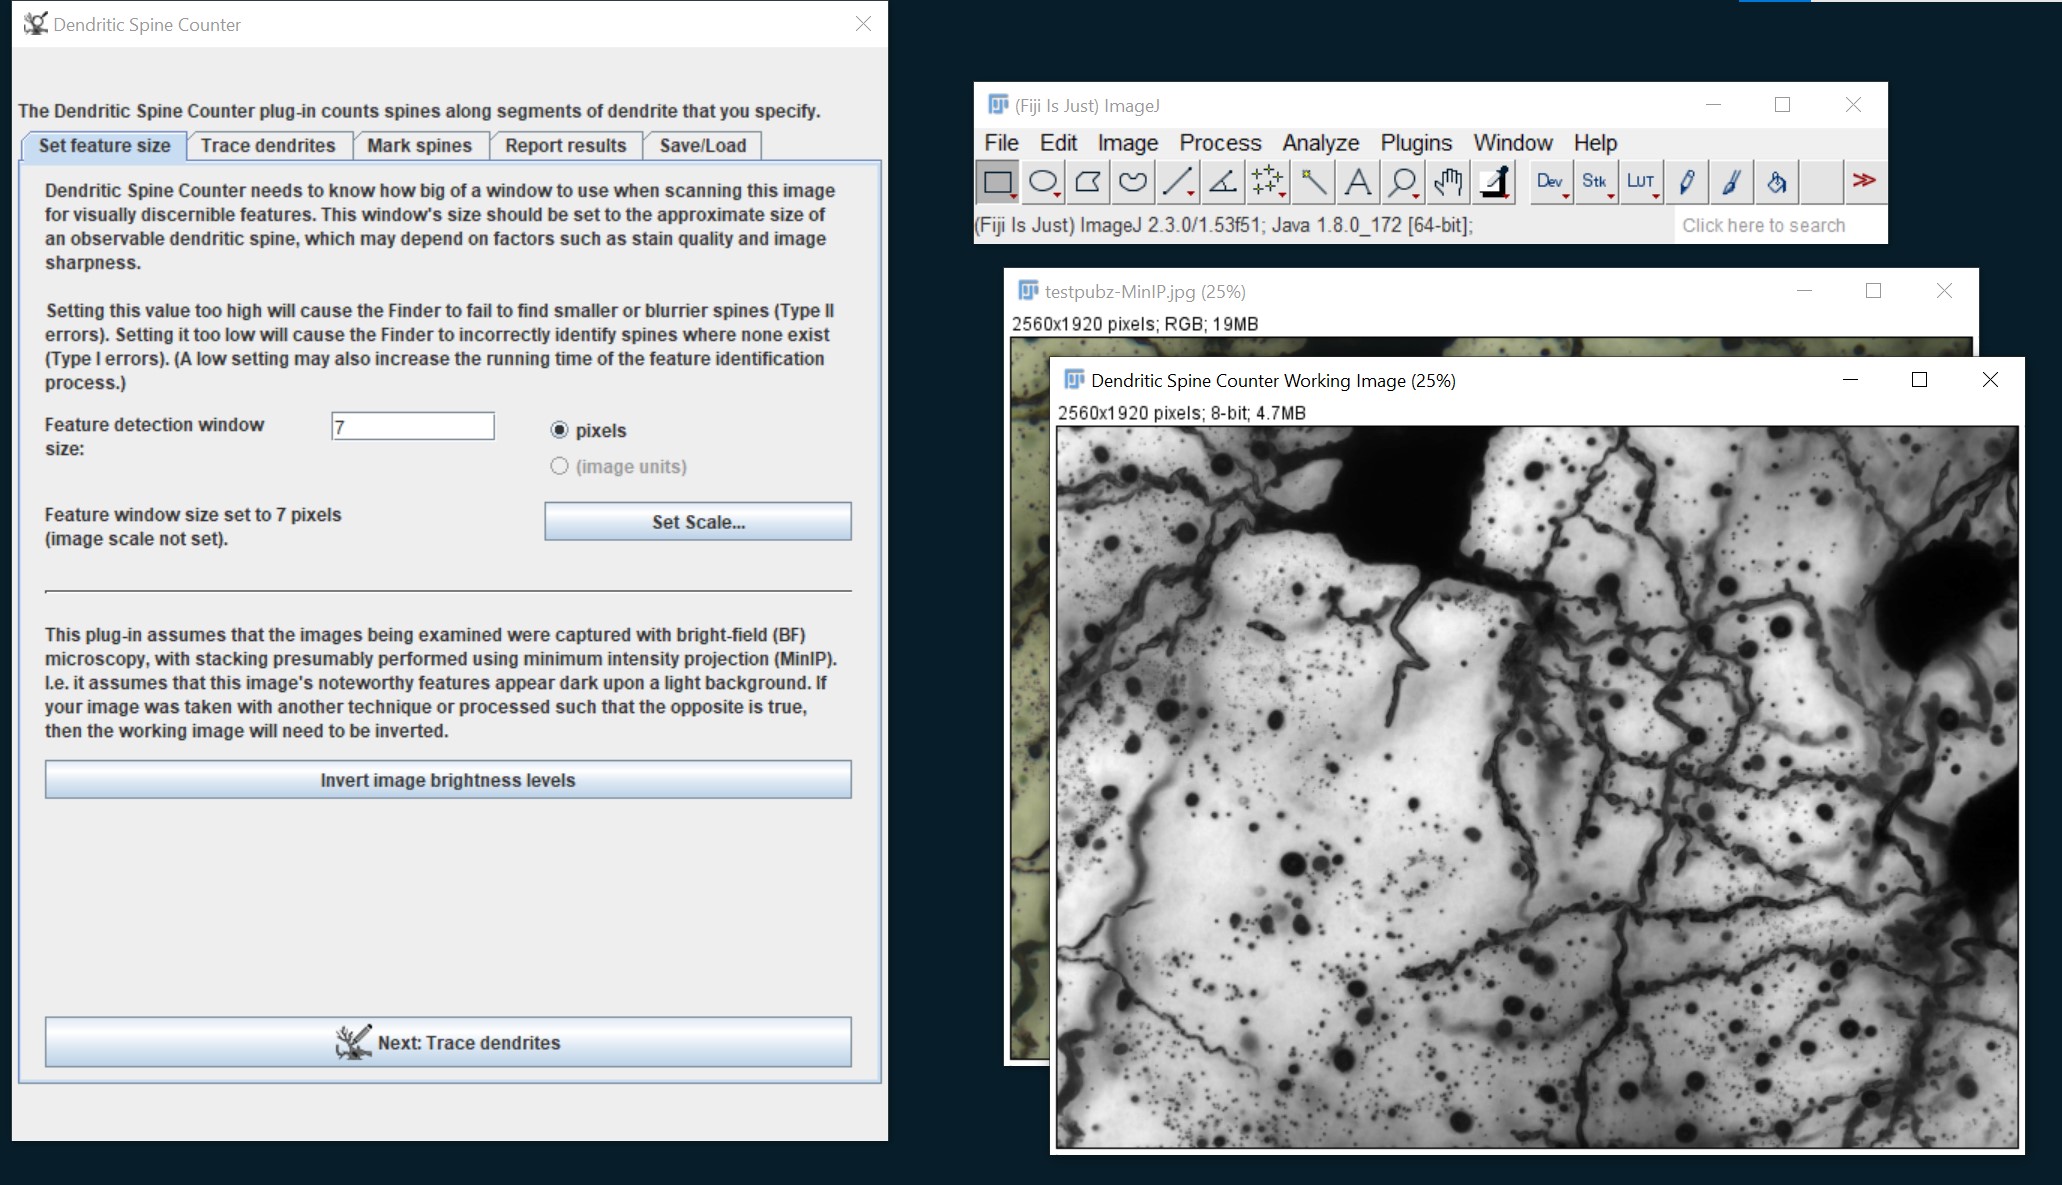 Dendritic Spine Counter
The Dendritic Spine Counter plug-in counts spines along segments of dendrite that you specify.
Set feature size
Trace dendrites
Mark spines
Report results
Save/Load
Dendritic Spine Counter needs to know how big of a window to use when scanning this image
for visually discernible features. This window's size should be set to the approximate size of
an observable dendritic spine, which may depend on factors such as stain quality and image
sharpness.
Setting this value too high will cause the Finder to fail to find smaller or blurrier spines (Type II
errors). Setting it too low will cause the Finder to incorrectly identify spines where none exist
(Type I errors). (A low setting may also increase the running time of the feature identification
process.)
Feature detection window
size:
7
pixels
(image units)
Feature window size set to 7 pixels
(image scale not set).
Set Scale...
This plug-in assumes that the images being examined were captured with bright-field (BF)
microscopy, with stacking presumably performed using minimum intensity projection (MinIP).
I.e. it assumes that this image's noteworthy features appear dark upon a light background. If
your image was taken with another technique or processed such that the opposite is true,
then the working image will need to be inverted.
Invert image brightness levels
Next: Trace dendrites
(Fiji Is Just) ImageJ
File Edit Image Process Analyze Plugins Window Help
A Dev Stk LUT >>
(Fiji Is Just) ImageJ 2.3.0/1.53f51; Java 1.8.0_172 [64-bit];
Click here to search
testpubz-MinIP.jpg (25%)
2560x1920 pixels; RGB; 19MB
Dendritic Spine Counter Working Image (25%)
2560x1920 pixels; 8-bit; 4.7MB